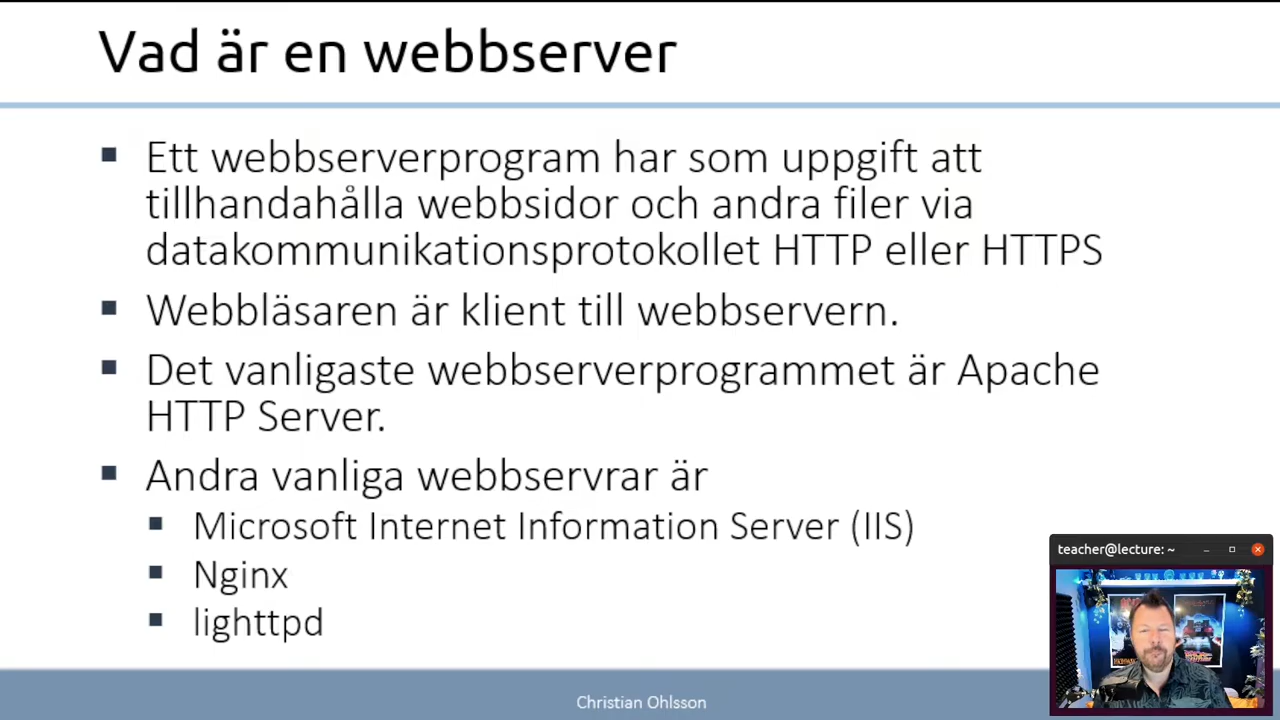 Vad är en webbserver
Ett webbserverprogram har som uppgift att
tillhandahålla webbsidor och andra filer via
datakommunikationsprotokollet HTTP eller HTTPS
Webbläsaren är klient till webbservern.
Det vanligaste webbserverprogrammet är Apache
HTTP Server.
Andra vanliga webbservrar är
Microsoft Internet Information Server (IIS)
Nginx
lighttpd
teacher@lecture: ~
Christian Ohlsson